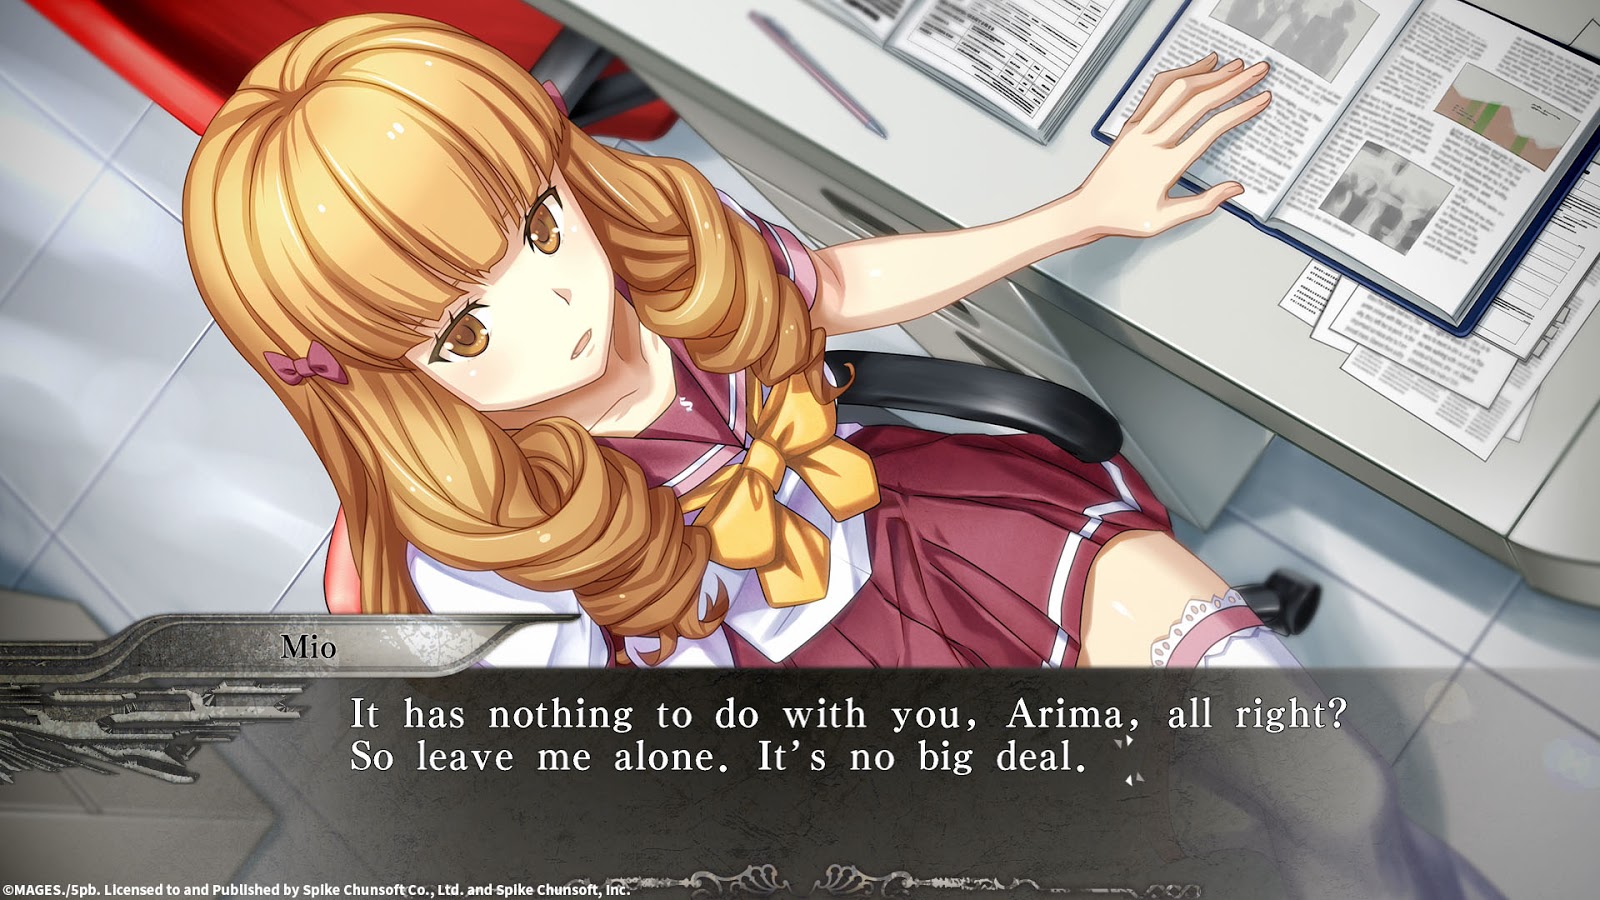 Mio
It has nothing to do with you, Arima, all right?
So leave me alone. It's no big deal.
©MAGES./5pb. Licensed to and Published by Spike Chunsoft Co., Ltd. and Spike Chunsoft, Inc.